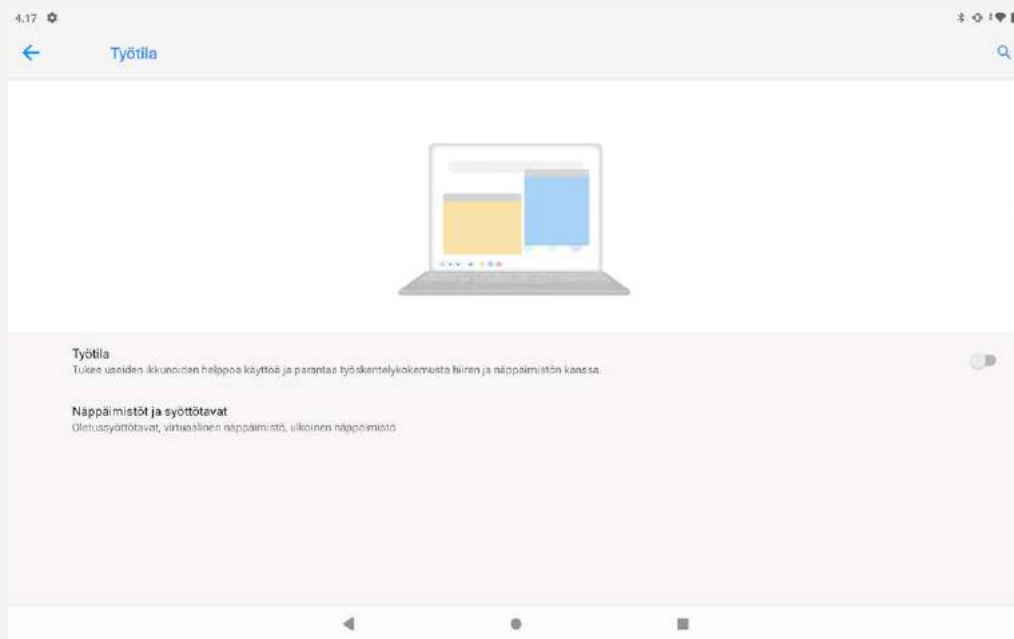 4.17
Työtila
Työtila
Tukee useiden ikkunoiden helppoa käyttöä ja parantaa työskentelykokemusta hiiren ja näppäimistön kanssa.
Näppäimistöt ja syöttötavat
Oletussyöttötavat, virtuaalinen näppäimistö, ulkoinen näppäimistö